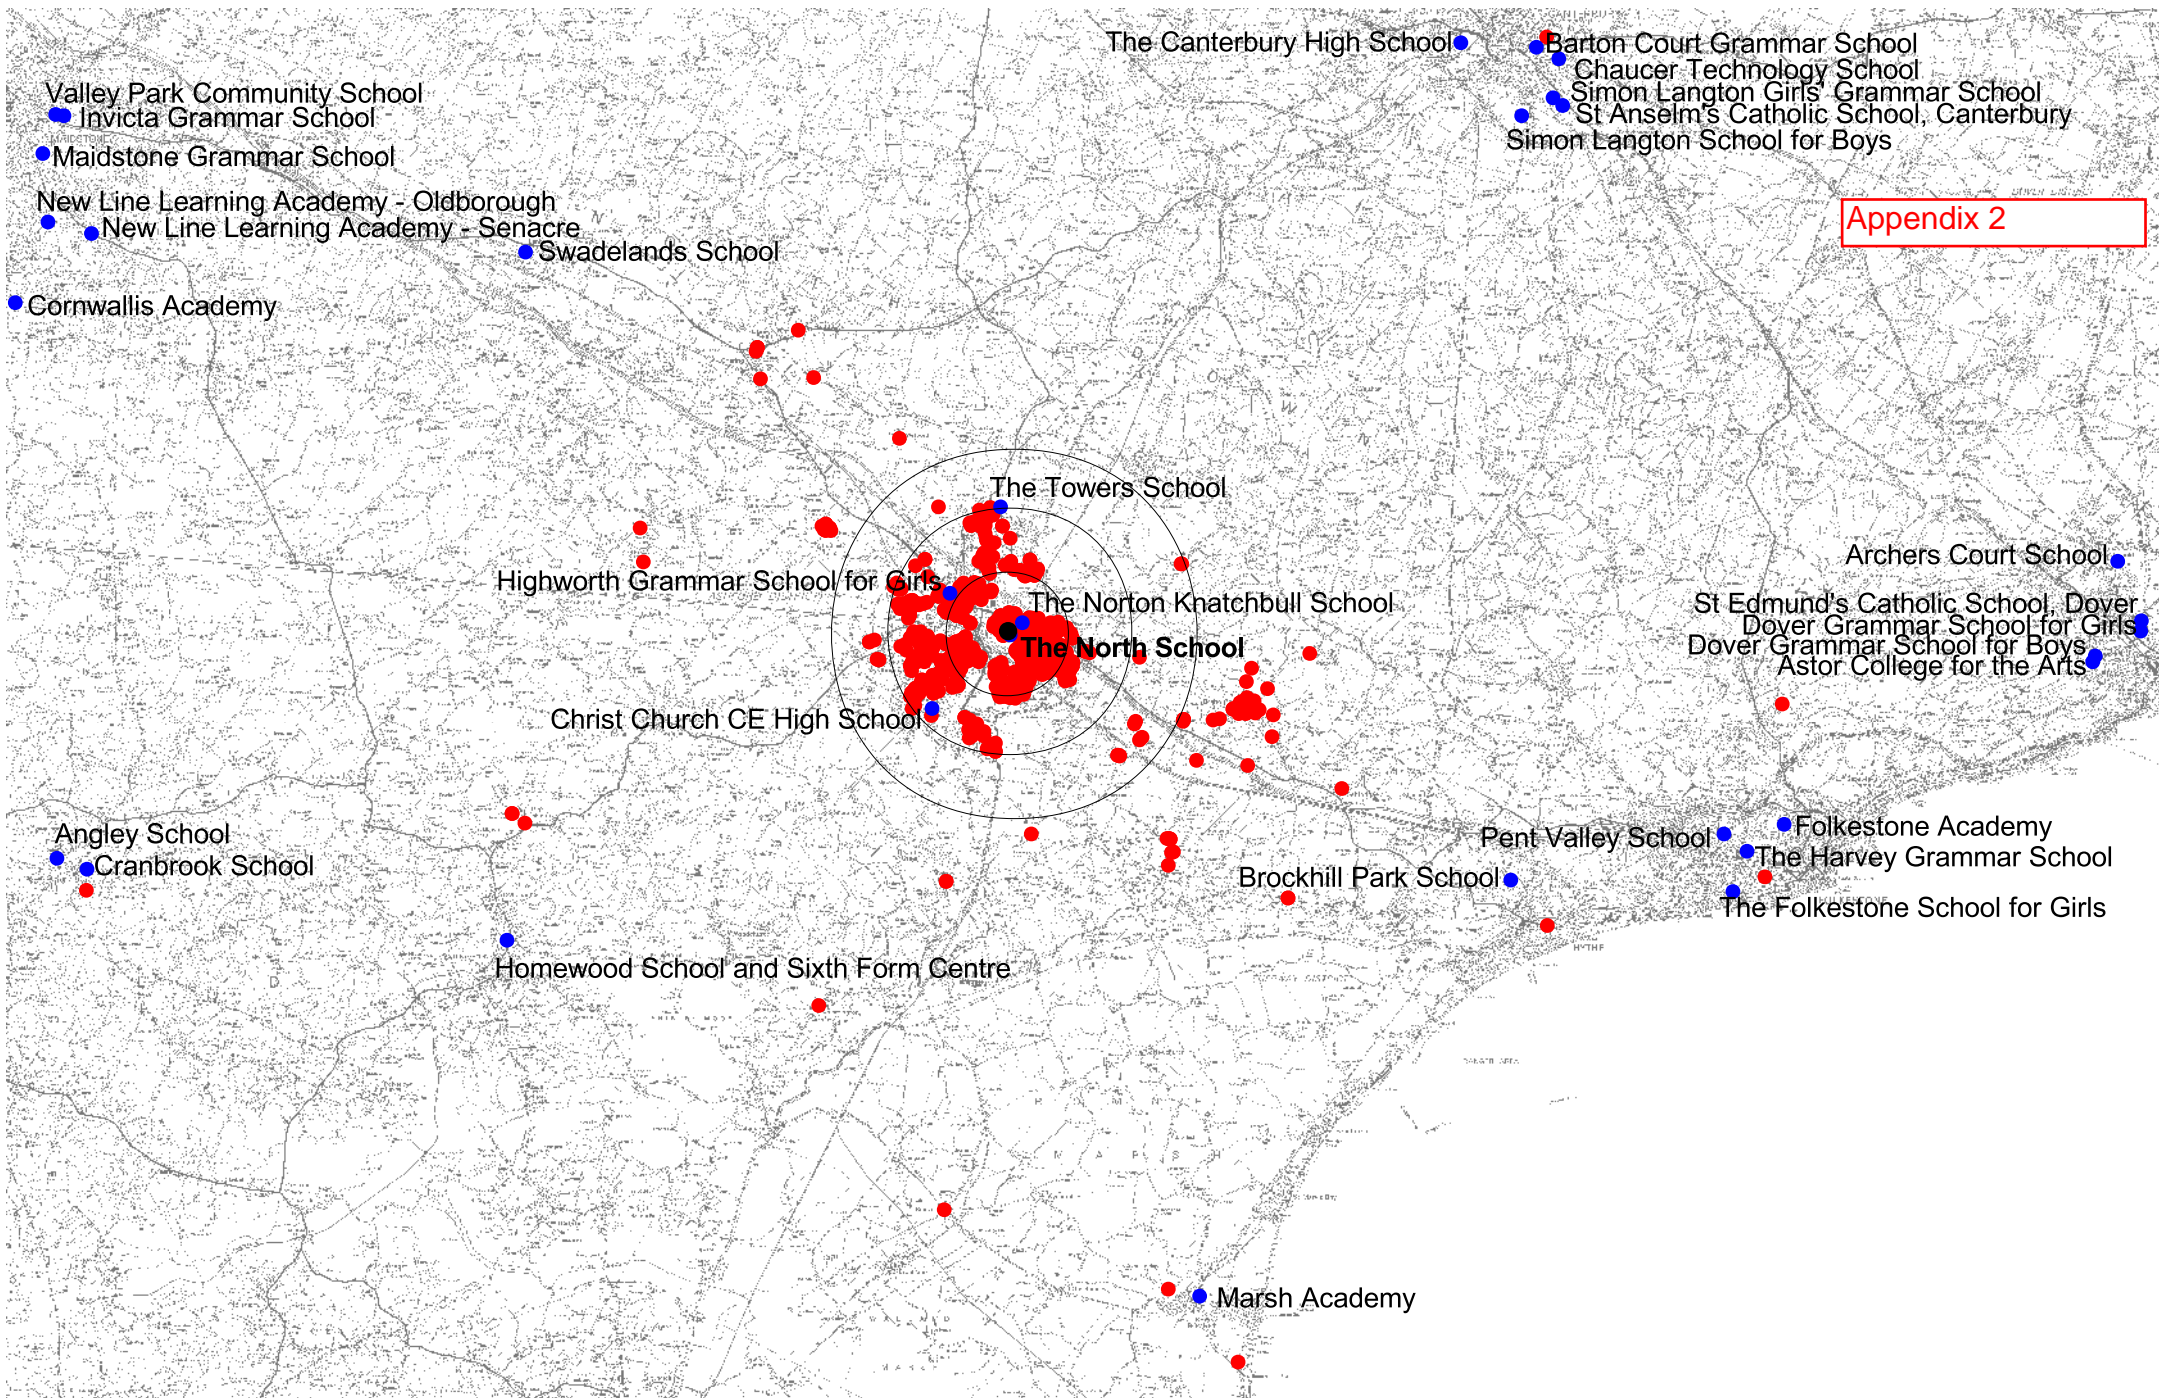 The Canterbury High School
Barton Court Grammar School
Chaucer Technology School
Valley Park Community School
Simon Langton Girls' Grammar School
Invicta Grammar School
St Anselm's Catholic School, Canterbury
Simon Langton School for Boys
Maidstone Grammar School
New Line Learning Academy - Oldborough
Appendix 2
New Line Learning Academy - Senacre
Swadelands School
Cornwallis Academy
The Towers School
Archers Court School
Highworth Grammar School for Girls
The Norton Knatchbull School
St Edmund's Catholic School, Dover
Dover Grammar School for Girls
The North School
Dover Grammar School for Boys
Astor College for the Arts
Christ Church CE High School
Angley School
Pent Valley School
Folkestone Academy
The Harvey Grammar School
Cranbrook School
Brockhill Park School
The Folkestone School for Girls
HYTHE
Homewood School and Sixth Form Centre
Marsh Academy